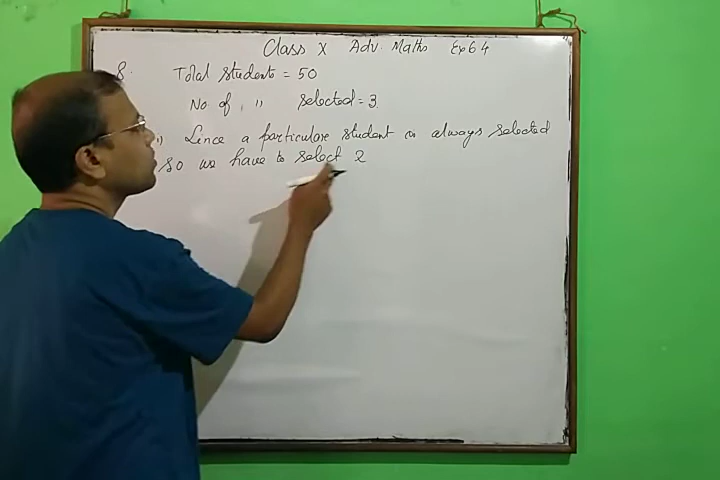 Class X Adv. Maths Ex 6.4
8. Total students = 50
No of, ,, selected = 3.
,, Since a particulare student is always selected
so we have to select 2